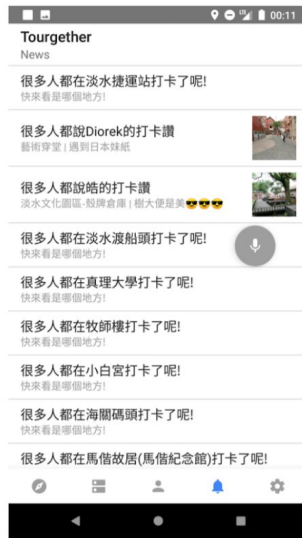 00:11
Tourgether
News
很多人都在淡水捷運站打卡了呢!
快來看是哪個地方!
很多人都說Diorek的打卡讚
藝術穿堂 | 遇到日本妹紙
很多人都說皓的打卡讚
淡水文化園區-殼牌倉庫 | 樹大便是美😎😎😎
很多人都在淡水渡船頭打卡了呢!
快來看是哪個地方!
很多人都在真理大學打卡了呢!
快來看是哪個地方!
很多人都在牧師樓打卡了呢!
快來看是哪個地方!
很多人都在小白宮打卡了呢!
快來看是哪個地方!
很多人都在海關碼頭打卡了呢!
快來看是哪個地方!
很多人都在馬偕故居(馬偕紀念館)打卡了呢!